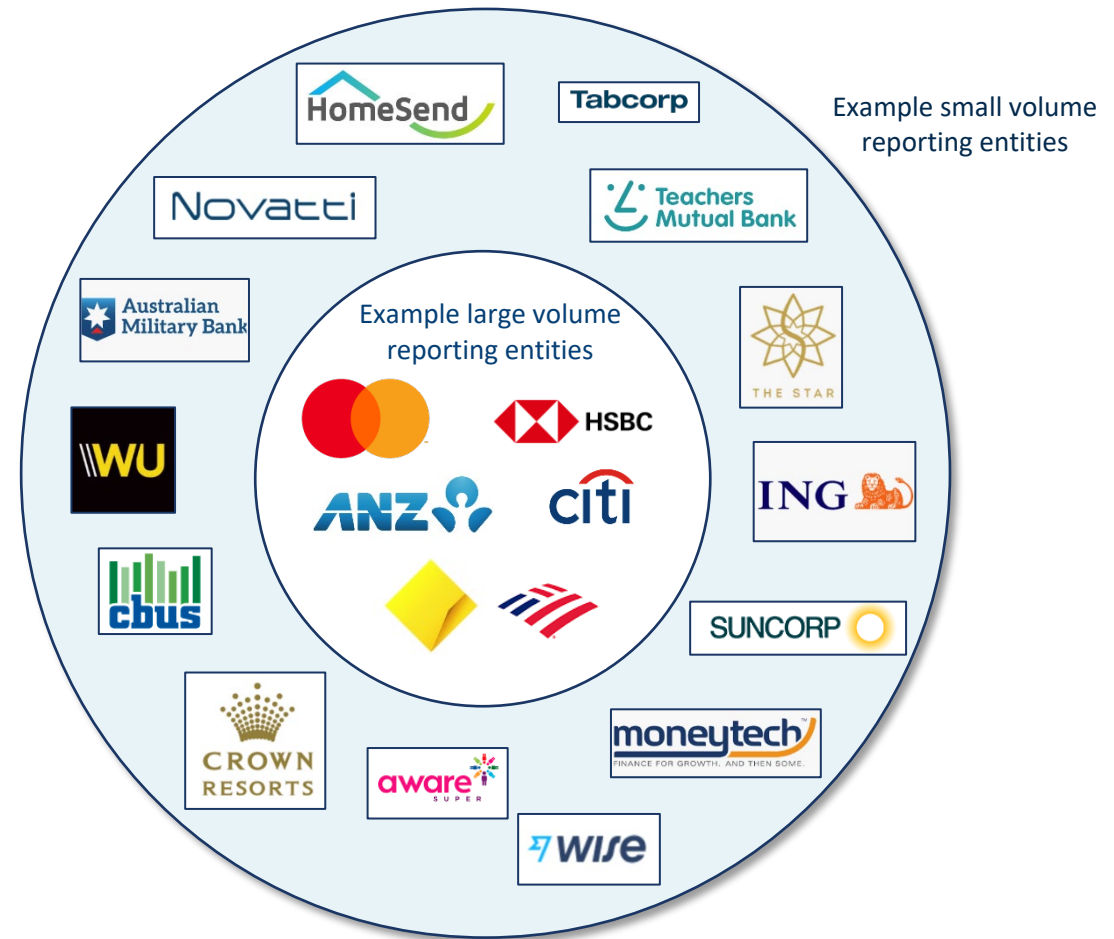 HomeSend
Tabcorp
Example small volume
reporting entities
Novatti
Teachers
Mutual Bank
Australian
Military Bank
Example large volume
reporting entities
THE STAR
HSBC
WU
ANZ
citi
ING
cbus
SUNCORP
CROWN
RESORTS
moneytech
FINANCE FOR GROWTH. AND THEN SOME.
aware
SUPER
WISE